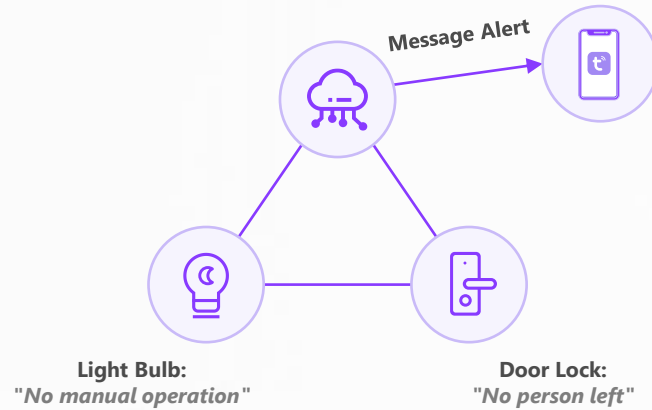 Message Alert
t
Light Bulb:
"No manual operation"
Door Lock:
"No person left"